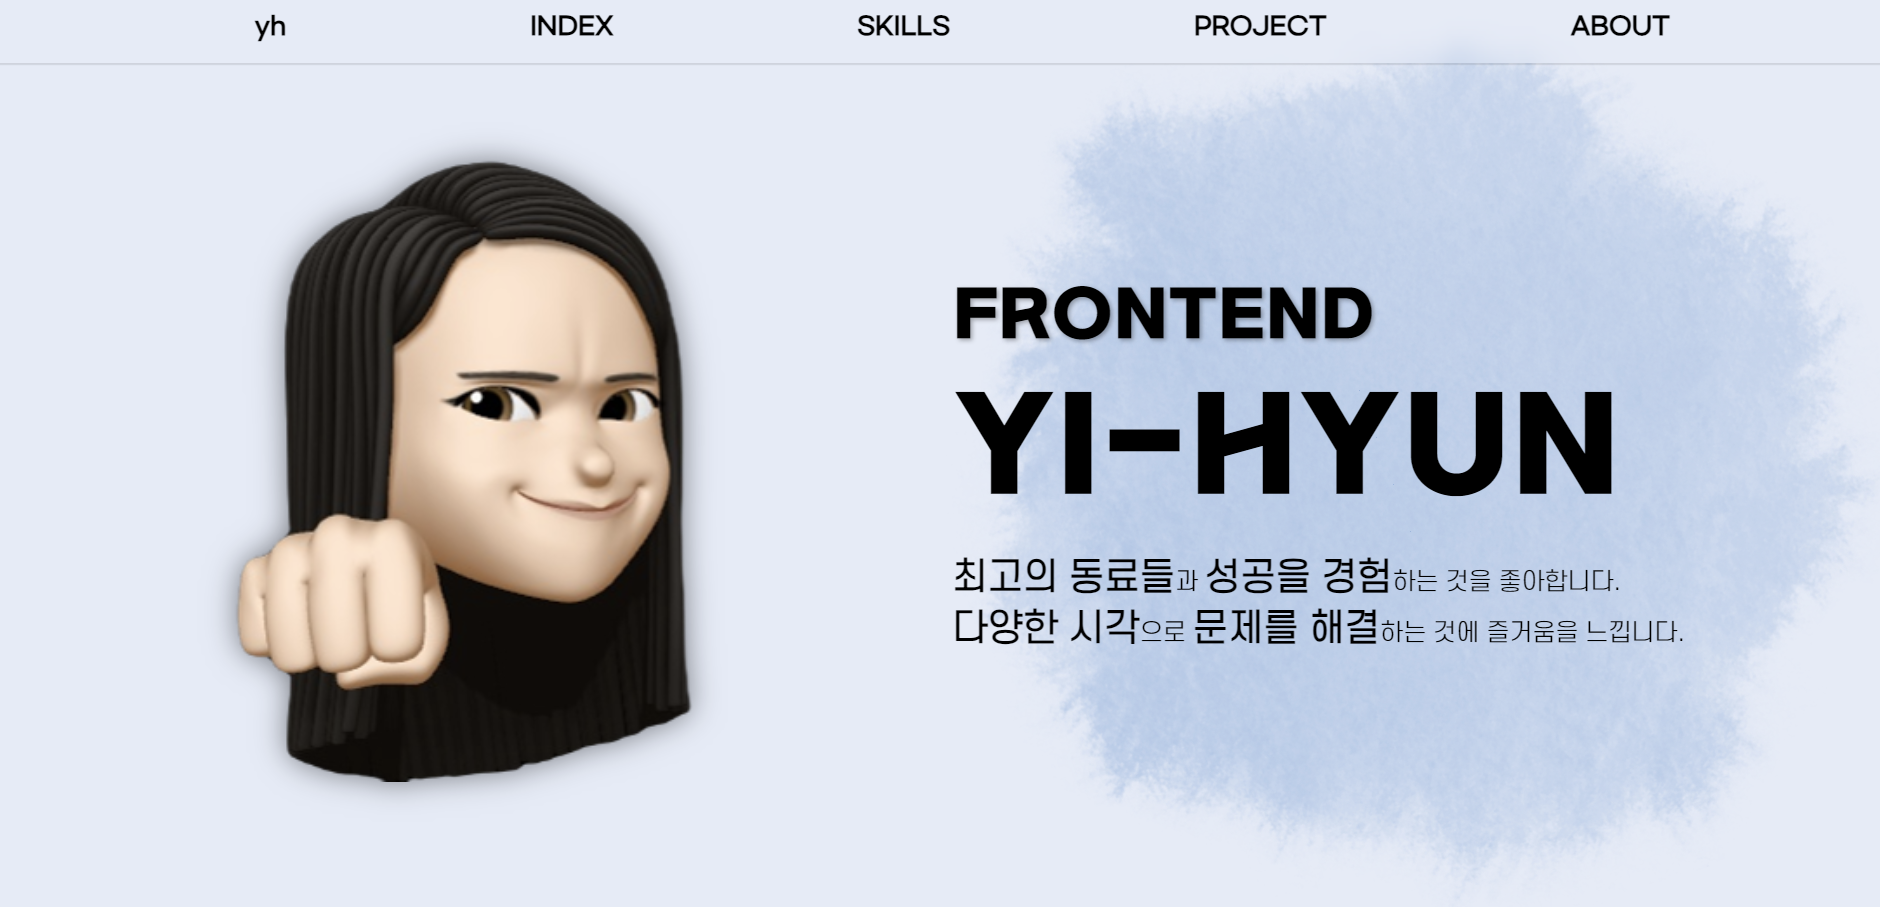 yh INDEX SKILLS PROJECT ABOUT
FRONTEND
YI-HYUN
최고의 동료들과 성공을 경험하는 것을 좋아합니다.
다양한 시각으로 문제를 해결하는 것에 즐거움을 느낍니다.